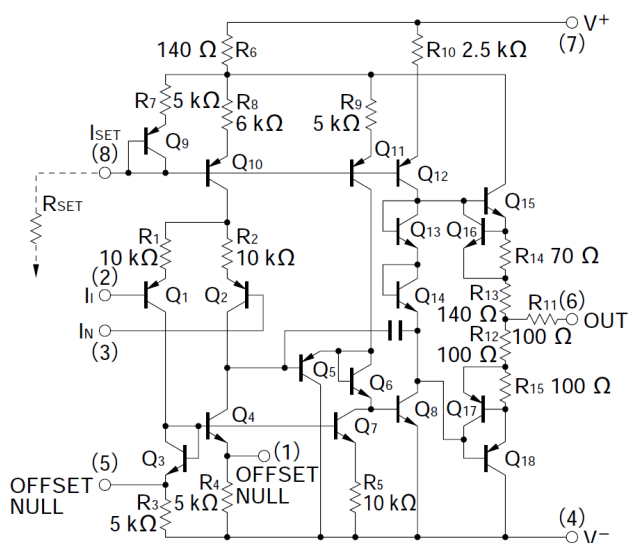 V+
(7)
140 Ω R6
R10 2.5 kΩ
R7 5 kΩ
R8 6 kΩ
R9 5 kΩ
ISET
(8)
Q9
Q10
Q11
Q12
RSET
Q13
Q16
Q15
R1 10 kΩ
R2 10 kΩ
R14 70 Ω
(2)
II
Q1
Q2
Q14
R13 140 Ω
R11 100 Ω
(6)
OUT
IN
(3)
R12 100 Ω
R15 100 Ω
Q5
Q6
Q4
Q7
Q8
Q17
Q18
Q3
(1)
OFFSET
NULL
(5)
OFFSET
NULL
R3 5 kΩ
R4 5 kΩ
R5 10 kΩ
(4)
V−